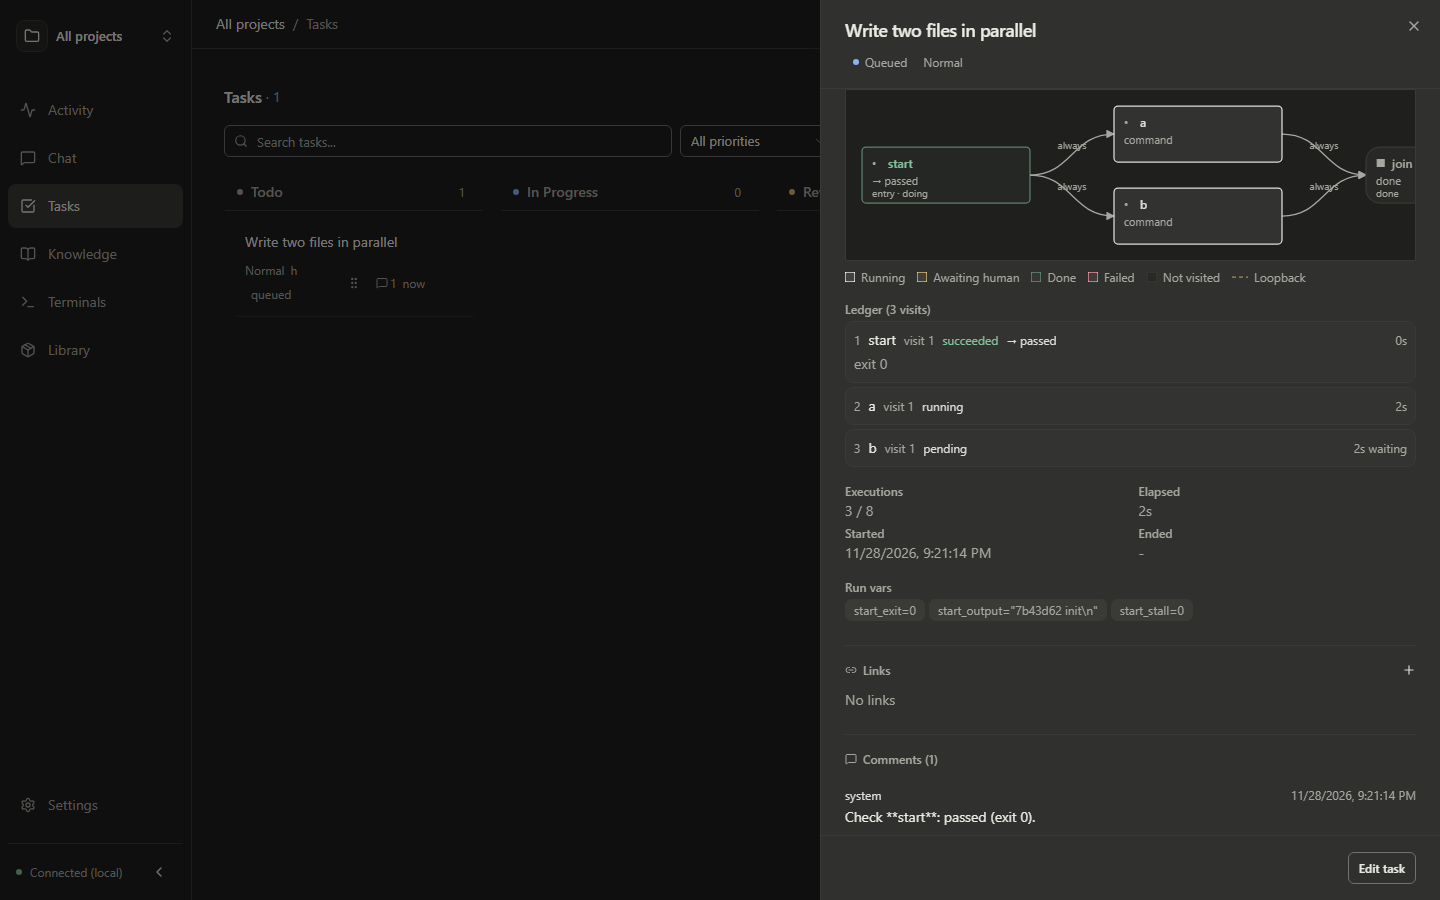 All projects
Activity
Chat
Tasks
Knowledge
Terminals
Library
Settings
Connected (local)
All projects / Tasks
Tasks · 1
Search tasks...
All priorities
Todo 1
In Progress 0
Re
Write two files in parallel
Normal h
queued
1 now
Write two files in parallel
Queued Normal
start
→ passed
entry · doing
always
always
a
command
b
command
always
always
join
done
done
Running Awaiting human Done Failed Not visited Loopback
Ledger (3 visits)
1 start visit 1 succeeded → passed 0s
exit 0
2 a visit 1 running 2s
3 b visit 1 pending 2s waiting
Executions Elapsed
3 / 8 2s
Started Ended
11/28/2026, 9:21:14 PM -
Run vars
start_exit=0 start_output="7b43d62 init\n" start_stall=0
Links
No links
Comments (1)
system 11/28/2026, 9:21:14 PM
Check **start**: passed (exit 0).
Edit task